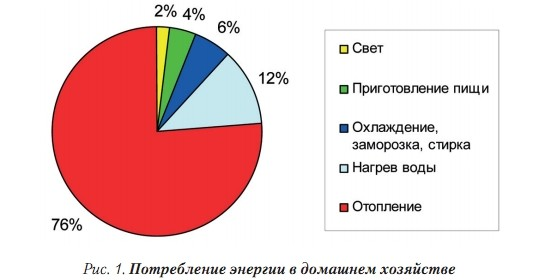 2%
4%
6%
12%
76%
Свет
Приготовление пищи
Охлаждение,
заморозка, стирка
Нагрев воды
Отопление
Рис. 1. Потребление энергии в домашнем хозяйстве